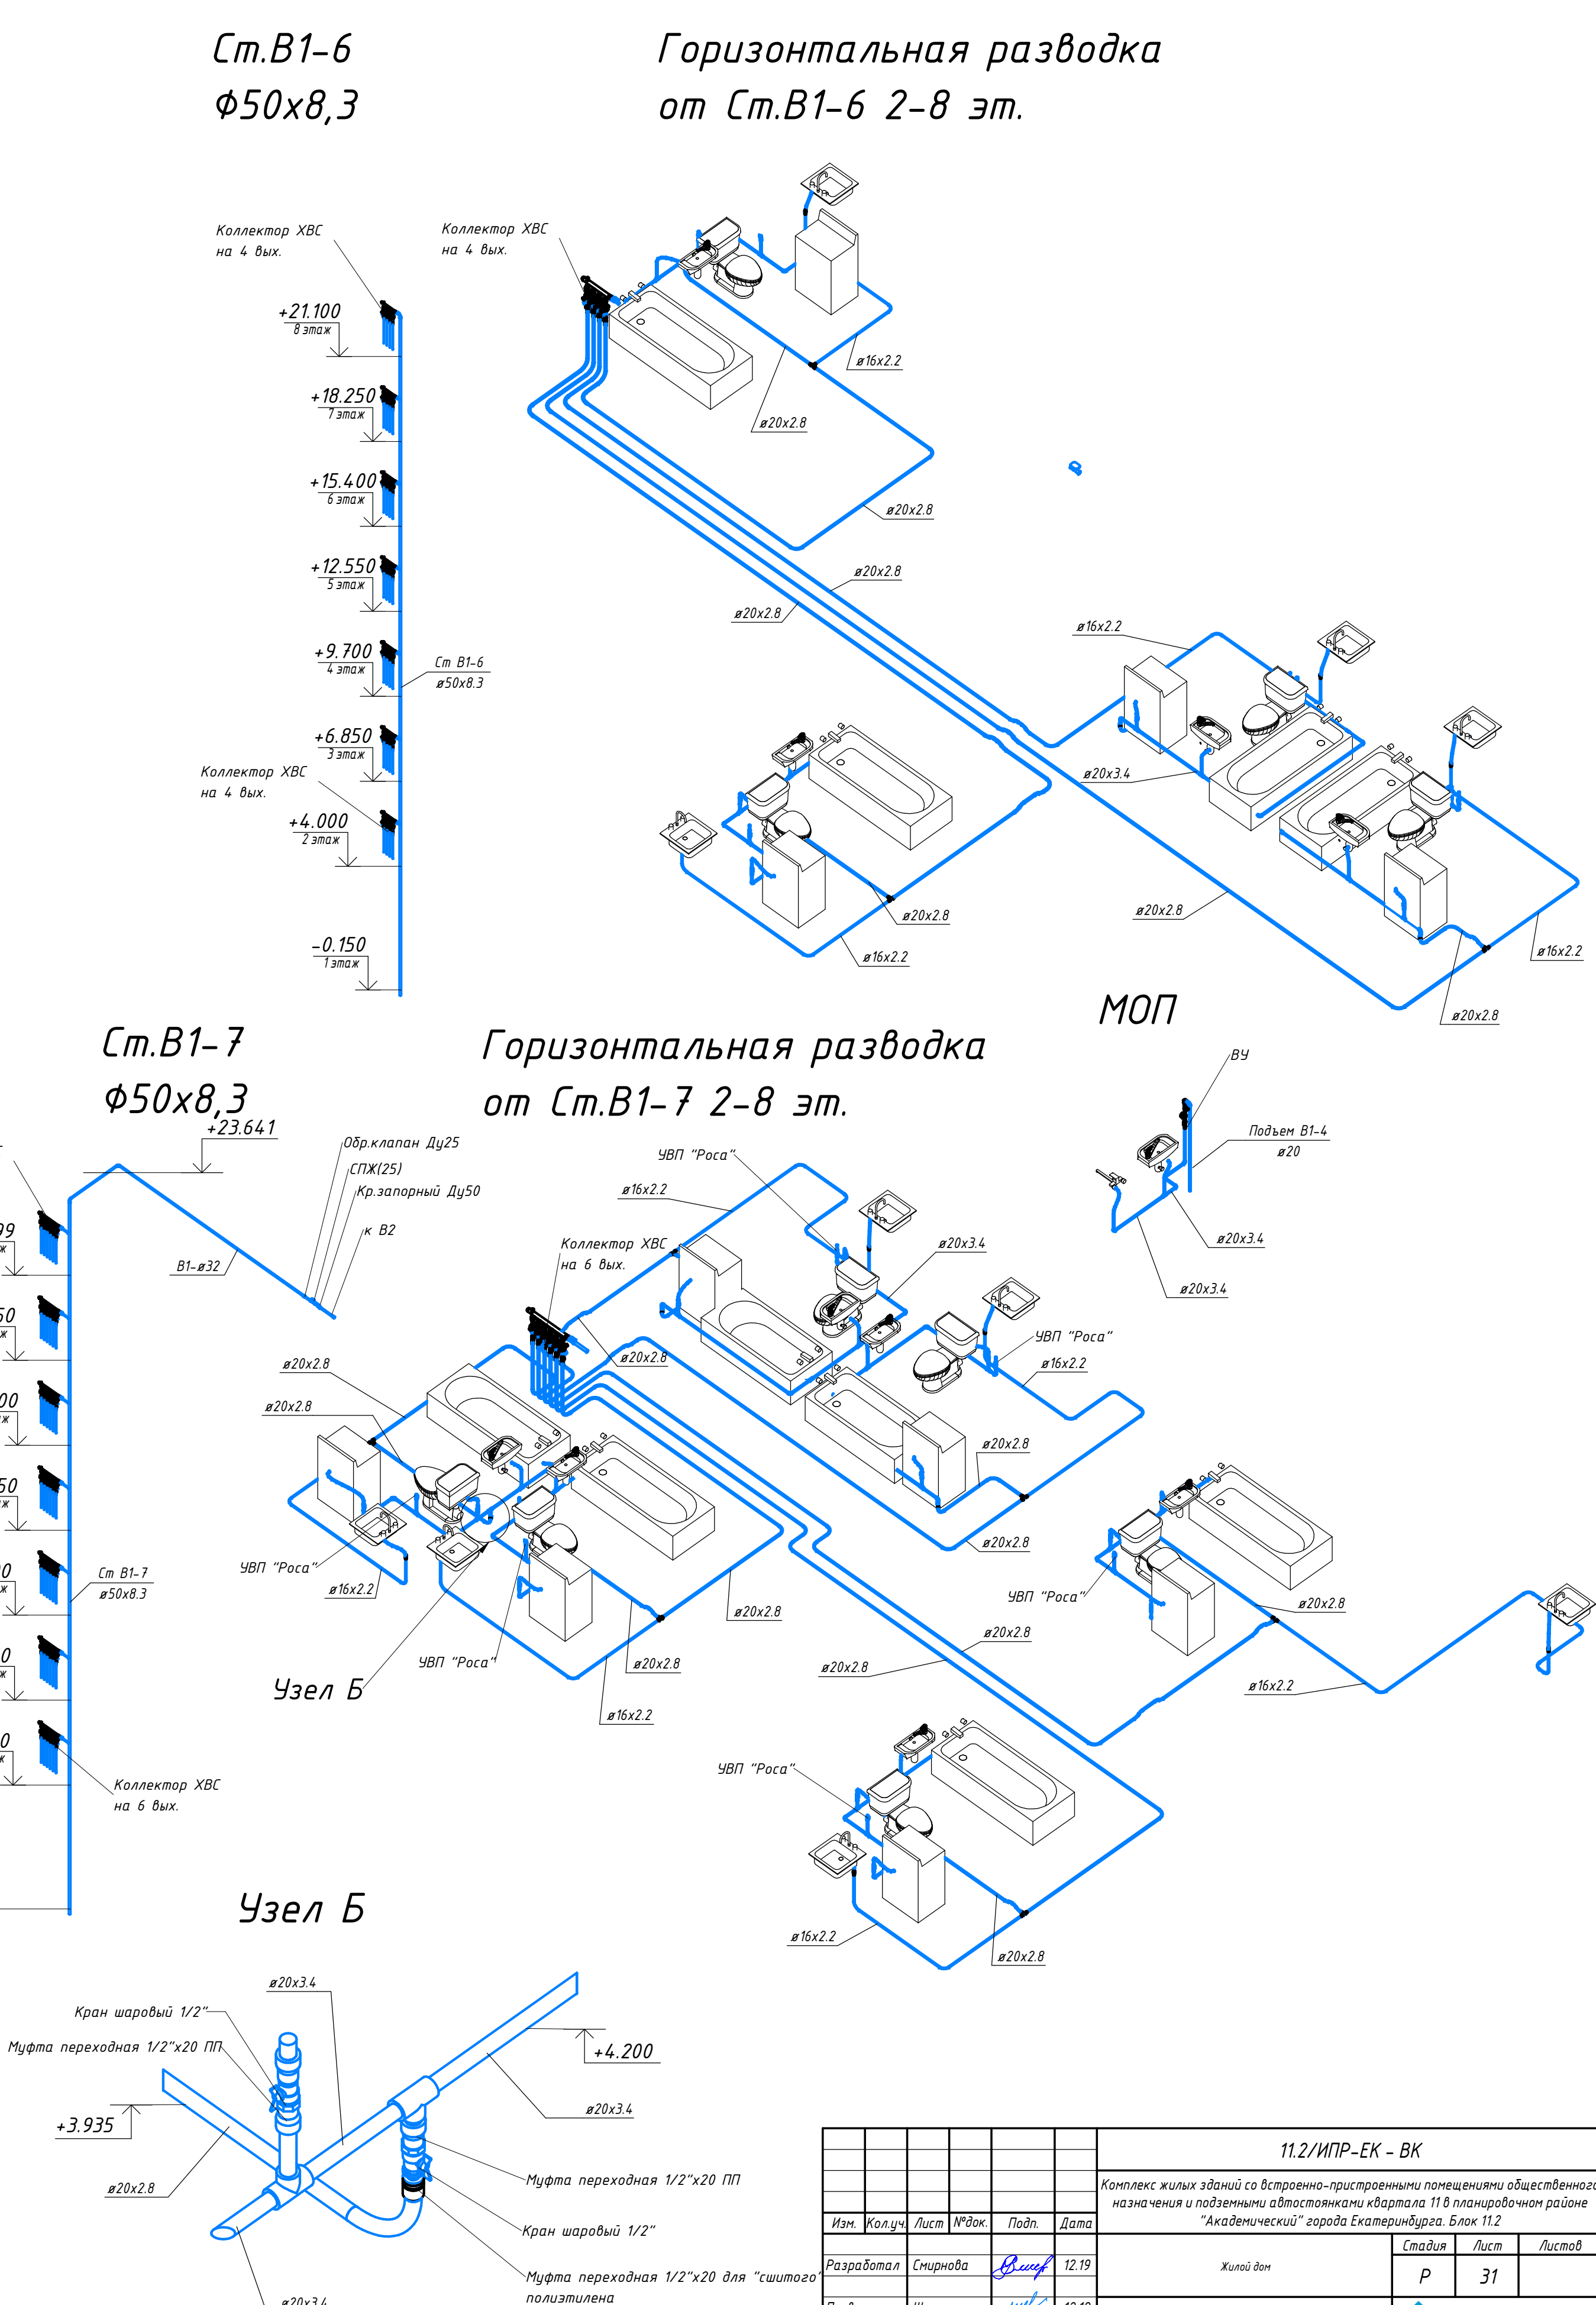 Ст.В1-6
Ф50х8,3
Горизонтальная разводка
от Ст.В1-6 2-8 эт.
Коллектор ХВС
на 4 вых.
Коллектор ХВС
на 4 вых.
+21.100
8 этаж
+18.250
7 этаж
+15.400
6 этаж
+12.550
5 этаж
+9.700
4 этаж
Ст В1-6
ø50х8.3
+6.850
3 этаж
Коллектор ХВС
на 4 вых.
+4.000
2 этаж
-0.150
1 этаж
ø16х2.2
ø20х2.8
ø20х2.8
ø20х2.8
ø20х2.8
ø16х2.2
ø20х3.4
ø20х2.8
ø20х2.8
ø16х2.2
ø16х2.2
ø20х2.8
Ст.В1-7
Ф50х8,3
Горизонтальная разводка
от Ст.В1-7 2-8 эт.
МОП
ВУ
Подъем В1-4
ø20
ø20х3.4
ø20х3.4
+23.641
Обр.клапан Ду25
СПЖ(25)
Кр.запорный Ду50
к В2
В1-ø32
99
50
00
50
00
0
0
Ст В1-7
ø50х8.3
Коллектор ХВС
на 6 вых.
УВП "Роса"
ø16х2.2
Коллектор ХВС
на 6 вых.
ø20х3.4
УВП "Роса"
ø16х2.2
ø20х2.8
ø20х2.8
ø20х2.8
ø20х2.8
ø20х2.8
УВП "Роса"
ø16х2.2
УВП "Роса"
Узел Б
ø20х2.8
ø20х2.8
ø16х2.2
ø20х2.8
ø20х2.8
УВП "Роса"
ø20х2.8
ø16х2.2
УВП "Роса"
ø16х2.2
ø20х2.8
Узел Б
ø20х3.4
Кран шаровый 1/2"
Муфта переходная 1/2"х20 ПП
+4.200
+3.935
ø20х3.4
ø20х2.8
Муфта переходная 1/2"х20 ПП
Кран шаровый 1/2"
Муфта переходная 1/2"х20 для "сшитого"
полиэтилена
ø20х3.4
11.2/ИПР-ЕК - ВК
Комплекс жилых зданий со встроенно-пристроенными помещениями общественного
назначения и подземными автостоянками квартала 11 в планировочном районе
"Академический" города Екатеринбурга. Блок 11.2
Изм. Кол.уч. Лист №док. Подп. Дата
Разработал Смирнова 12.19
Жилой дом
Стадия Лист Листов
Р 31